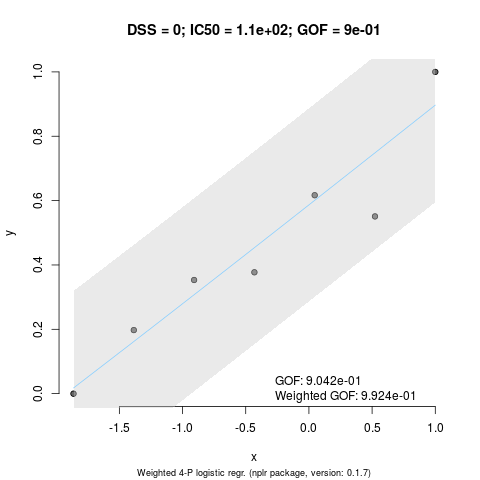 DSS = 0; IC50 = 1.1e+02; GOF = 9e-01
1.0
0.8
0.6
y
0.4
0.2
0.0
GOF: 9.042e-01
Weighted GOF: 9.924e-01
-1.5 -1.0 -0.5 0.0 0.5 1.0
x
Weighted 4-P logistic regr. (nplr package, version: 0.1.7)